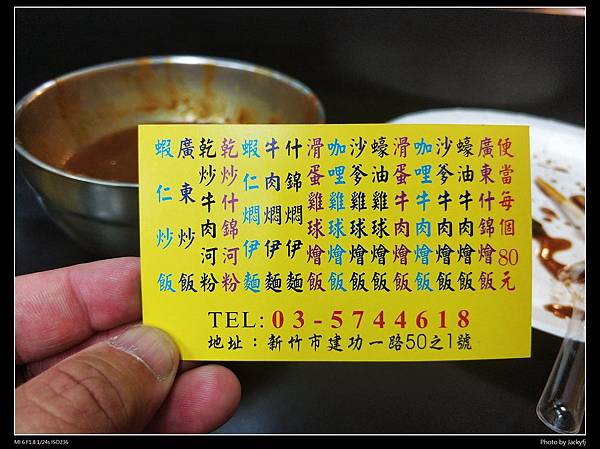 便當每個80元
廣東什錦燴飯
蠔油牛肉燴飯
沙爹牛肉燴飯
咖哩牛肉燴飯
滑蛋牛肉燴飯
蠔油雞球燴飯
沙爹雞球燴飯
咖哩雞球燴飯
滑蛋雞球燴飯
什錦燜伊麵
牛肉燜伊麵
蝦仁燜伊麵
乾炒什錦河粉
乾炒牛肉河粉
廣東炒飯
蝦仁炒飯
TEL:03-5744618
地址：新竹市建功一路50之1號
MI 6 F1.8 1/24s ISO236
Photo by Jackyfj